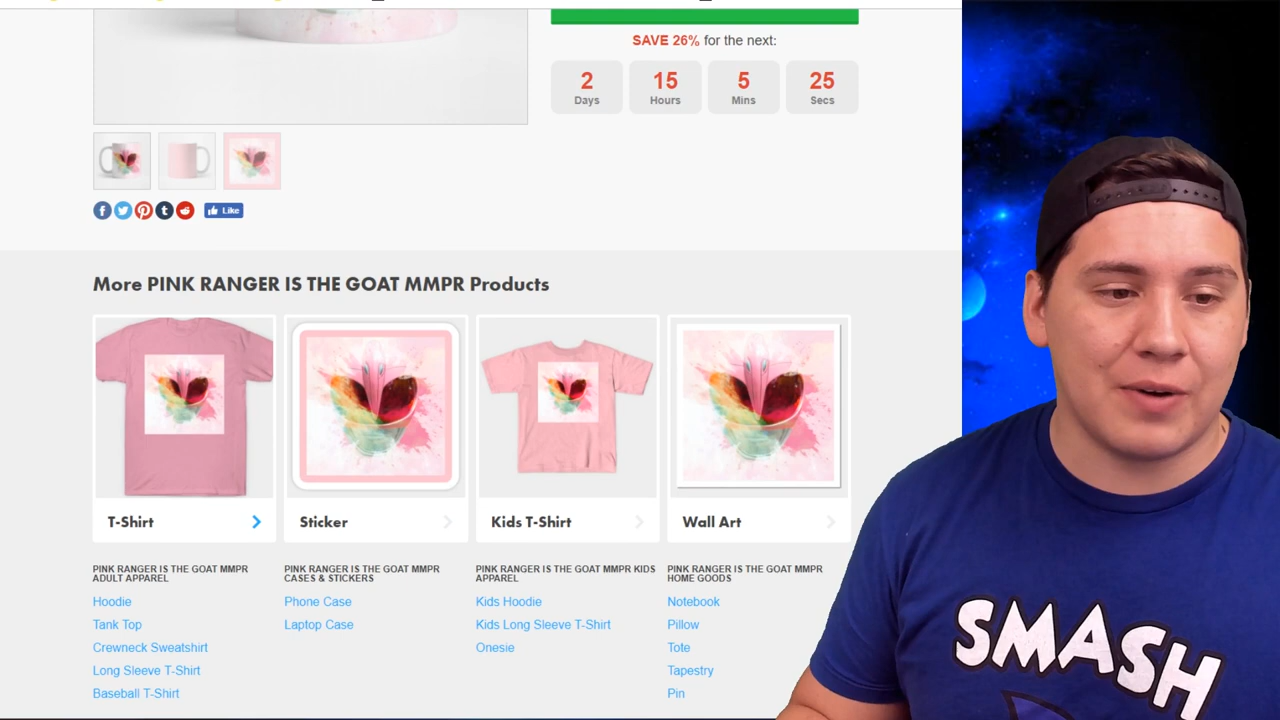 SAVE 26% for the next:
2 15 5 25
Days Hours Mins Secs
Like
More PINK RANGER IS THE GOAT MMPR Products
T-Shirt
Sticker
Kids T-Shirt
Wall Art
PINK RANGER IS THE GOAT MMPR
ADULT APPAREL
Hoodie
Tank Top
Crewneck Sweatshirt
Long Sleeve T-Shirt
Baseball T-Shirt
PINK RANGER IS THE GOAT MMPR
CASES & STICKERS
Phone Case
Laptop Case
PINK RANGER IS THE GOAT MMPR KIDS
APPAREL
Kids Hoodie
Kids Long Sleeve T-Shirt
Onesie
PINK RANGER IS THE GOAT MMPR
HOME GOODS
Notebook
Pillow
Tote
Tapestry
Pin
SMASH